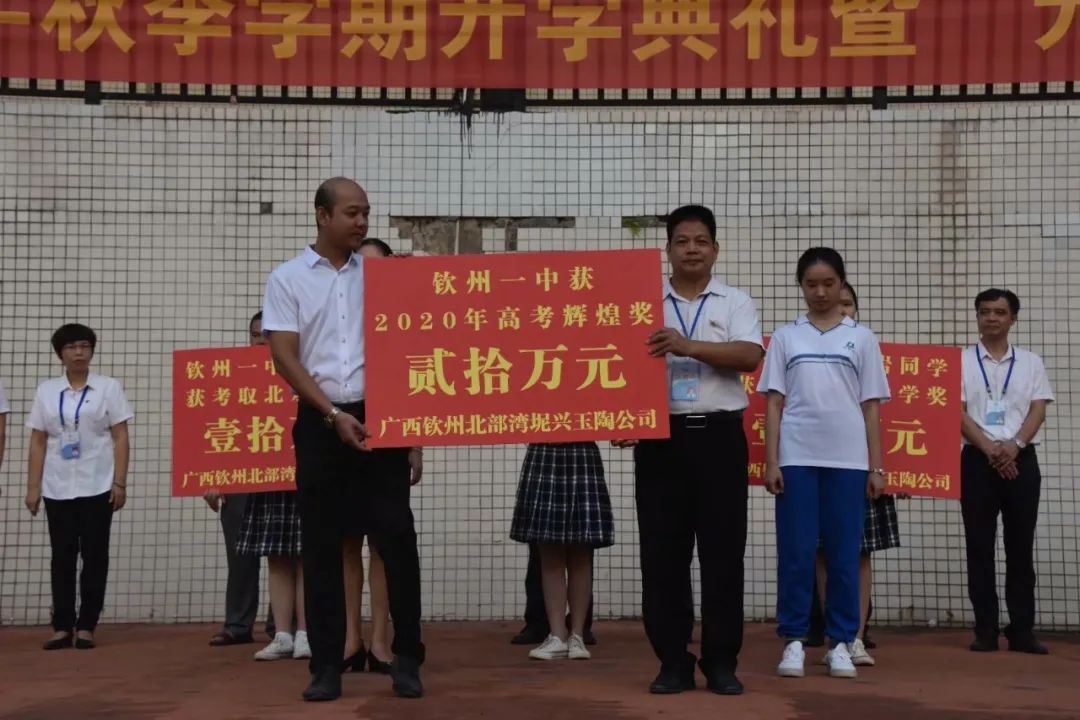 秋季学期开学典礼暨
钦州一中获
2020年高考辉煌奖
贰拾万元
广西钦州北部湾坭兴玉陶公司
钦州一中
获考取北
壹拾万
广西钦州北部湾坭
同学
学奖
元
玉陶公司